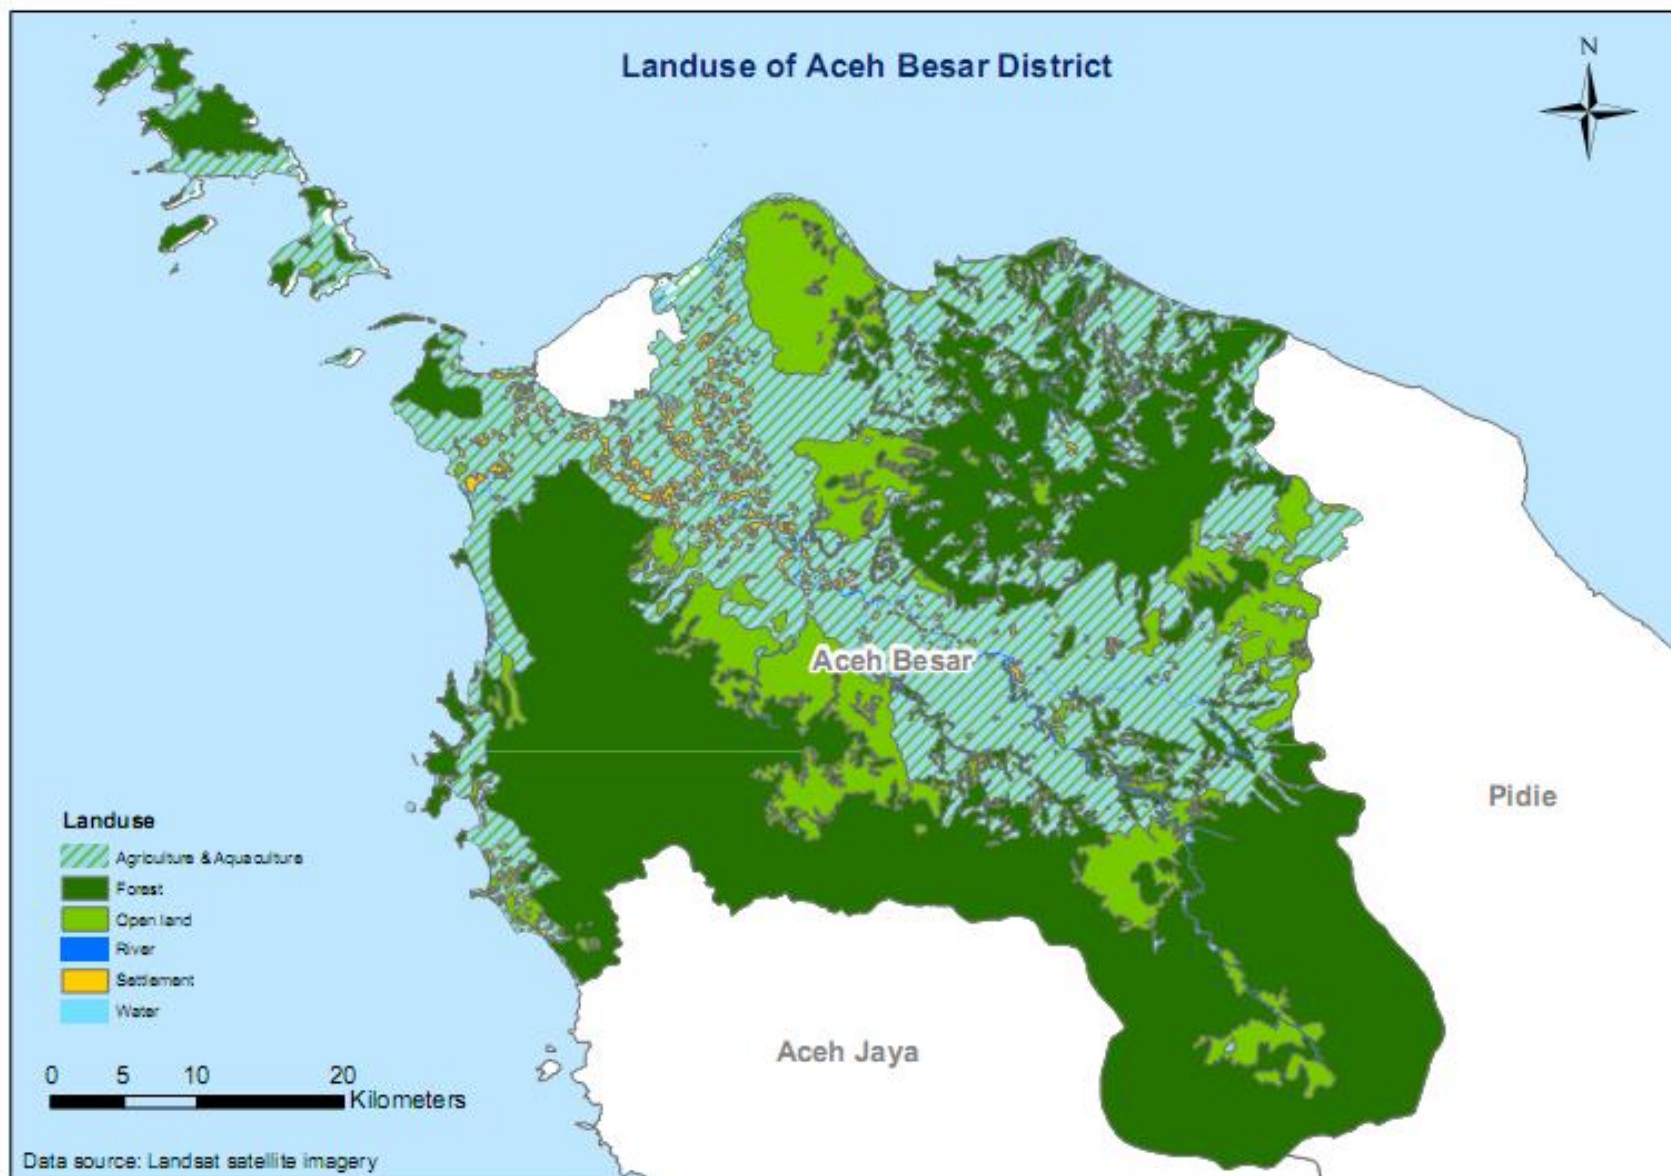 Landuse of Aceh Besar District
N
Aceh Besar
Pidie
Aceh Jaya
Landuse
Agriculture & Aquaculture
Forest
Open land
River
Settlement
Water
0 5 10 20
Kilometers
Data source: Landsat satellite imagery